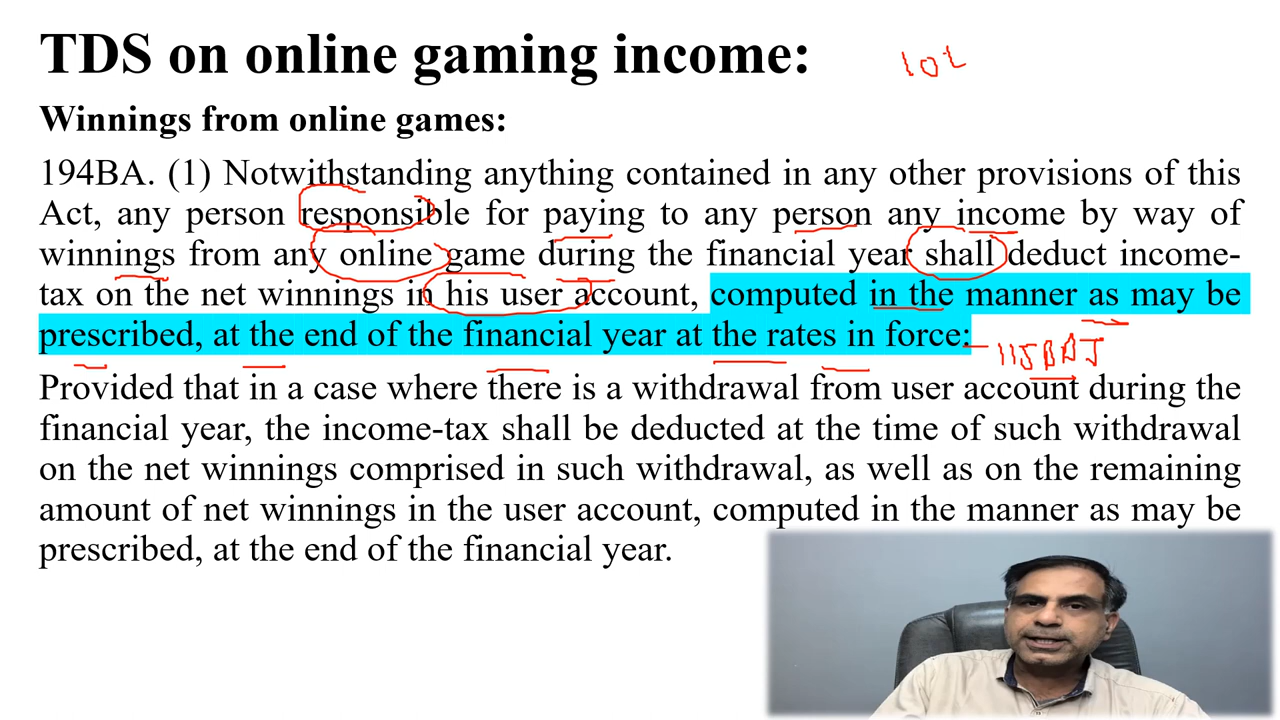 TDS on online gaming income:
Winnings from online games:
194BA. (1) Notwithstanding anything contained in any other provisions of this
Act, any person responsible for paying to any person any income by way of
winnings from any online game during the financial year shall deduct income-
tax on the net winnings in his user account, computed in the manner as may be
prescribed, at the end of the financial year at the rates in force:
115BBJ
Provided that in a case where there is a withdrawal from user account during the
financial year, the income-tax shall be deducted at the time of such withdrawal
on the net winnings comprised in such withdrawal, as well as on the remaining
amount of net winnings in the user account, computed in the manner as may be
prescribed, at the end of the financial year.